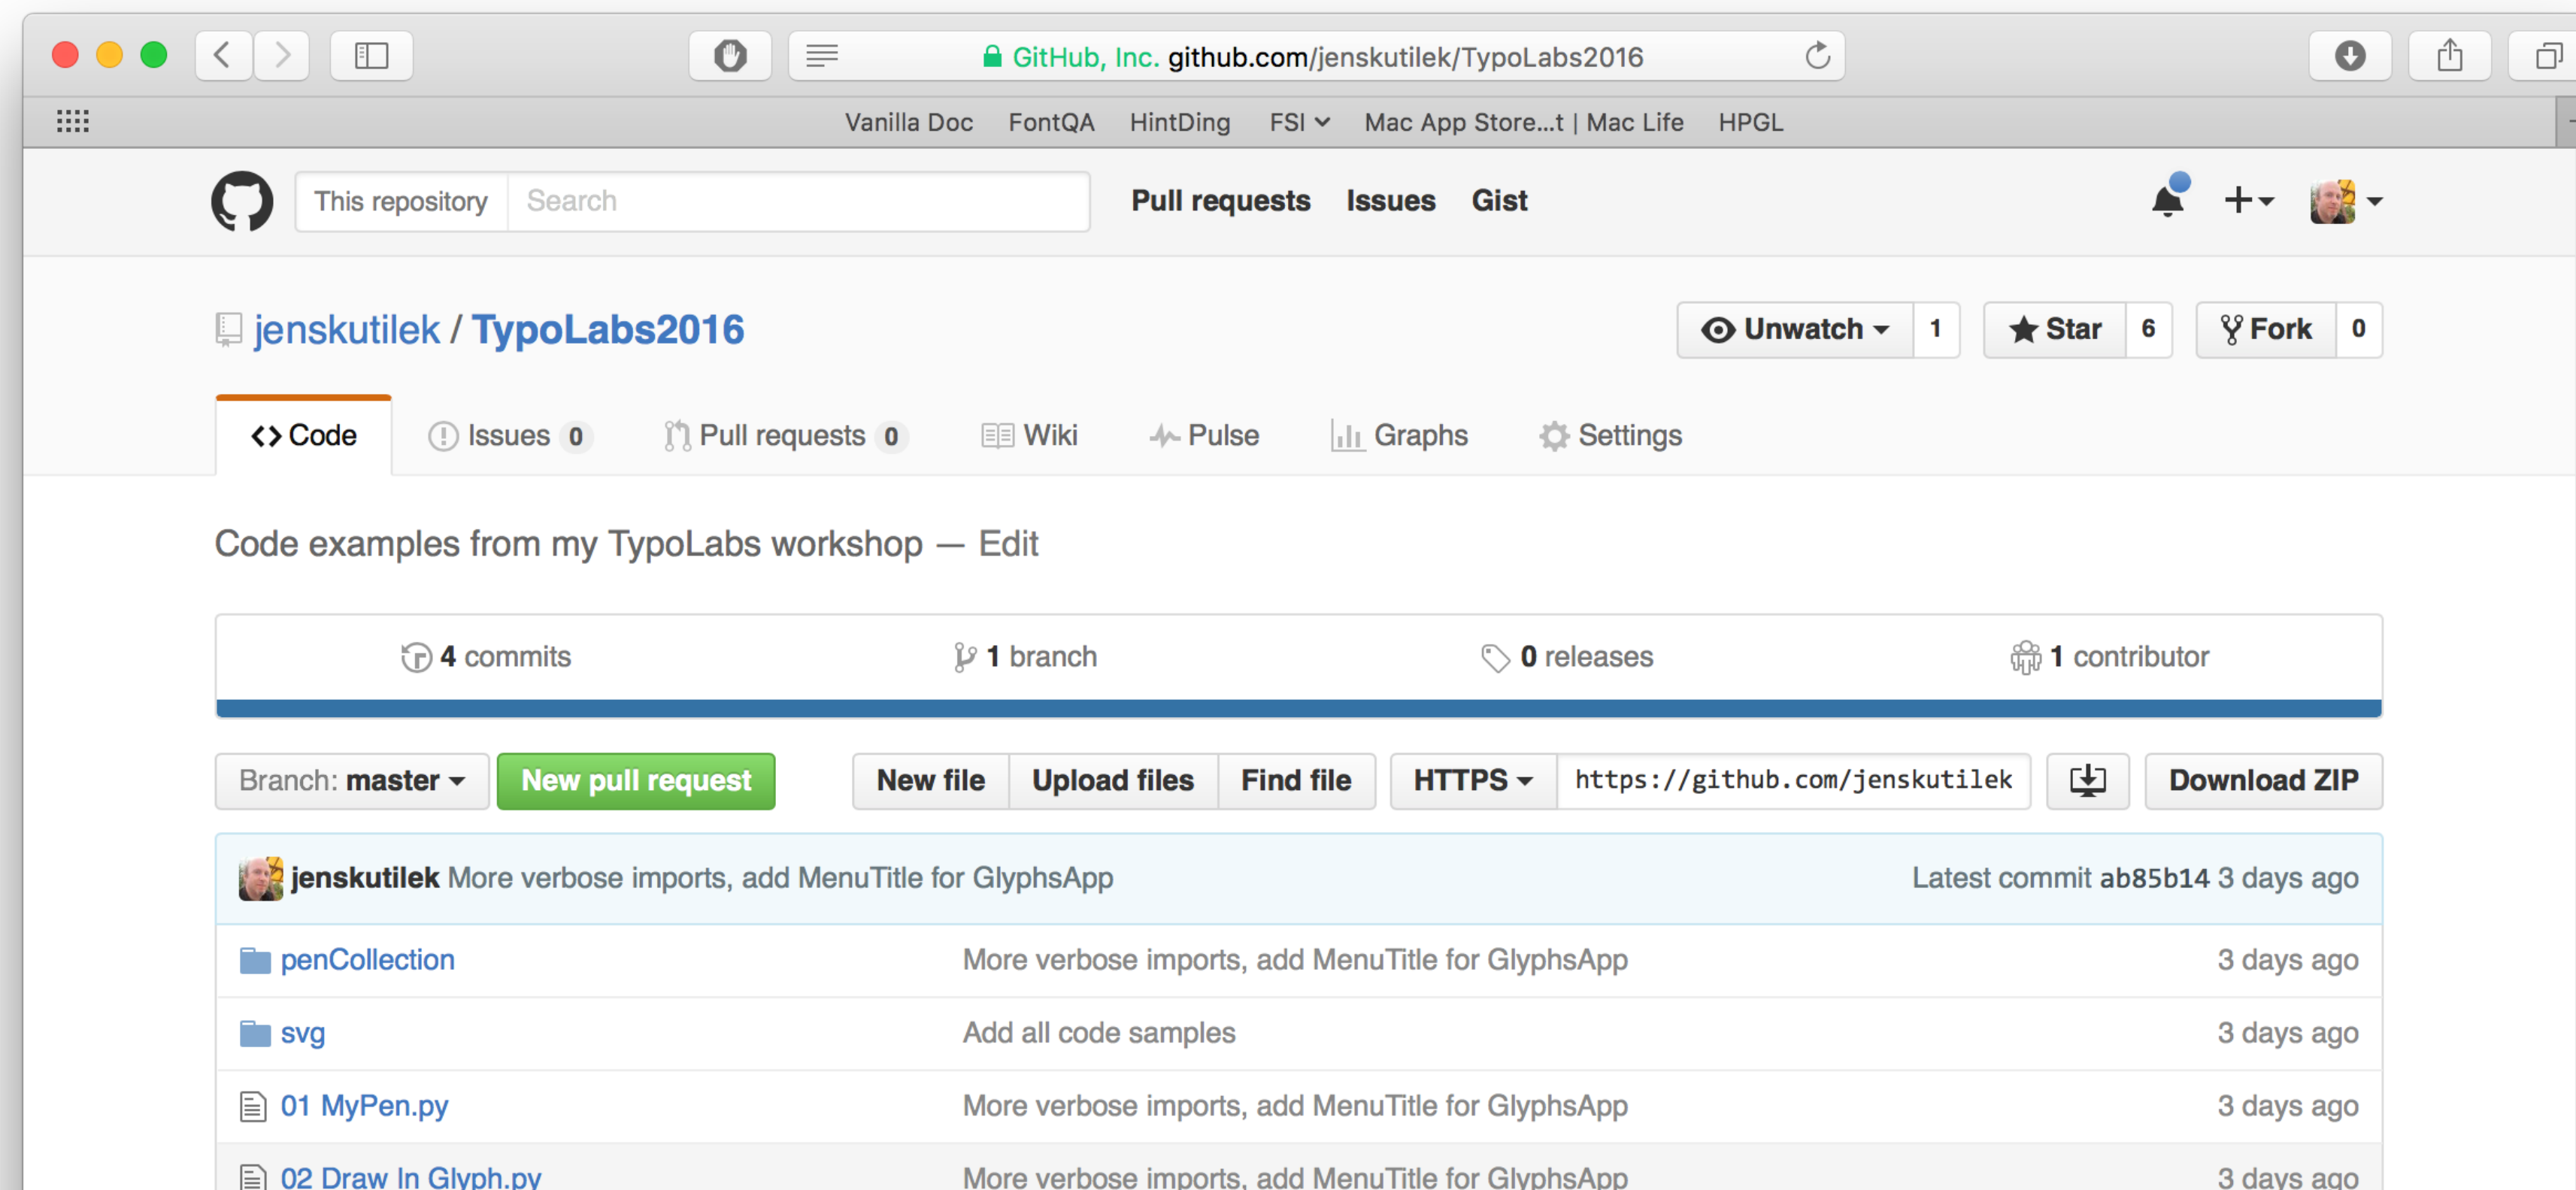 GitHub, Inc. github.com/jenskutilek/TypoLabs2016
Vanilla Doc FontQA HintDing FSI Mac App Store...t | Mac Life HPGL
This repository Search Pull requests Issues Gist
jenskutilek / TypoLabs2016 Unwatch 1 Star 6 Fork 0
Code Issues 0 Pull requests 0 Wiki Pulse Graphs Settings
Code examples from my TypoLabs workshop — Edit
4 commits 1 branch 0 releases 1 contributor
Branch: master New pull request New file Upload files Find file HTTPS https://github.com/jenskutilek Download ZIP
jenskutilek More verbose imports, add MenuTitle for GlyphsApp Latest commit ab85b14 3 days ago
penCollection More verbose imports, add MenuTitle for GlyphsApp 3 days ago
svg Add all code samples 3 days ago
01 MyPen.py More verbose imports, add MenuTitle for GlyphsApp 3 days ago
02 Draw In Glyph.py More verbose imports, add MenuTitle for GlyphsApp 3 days ago